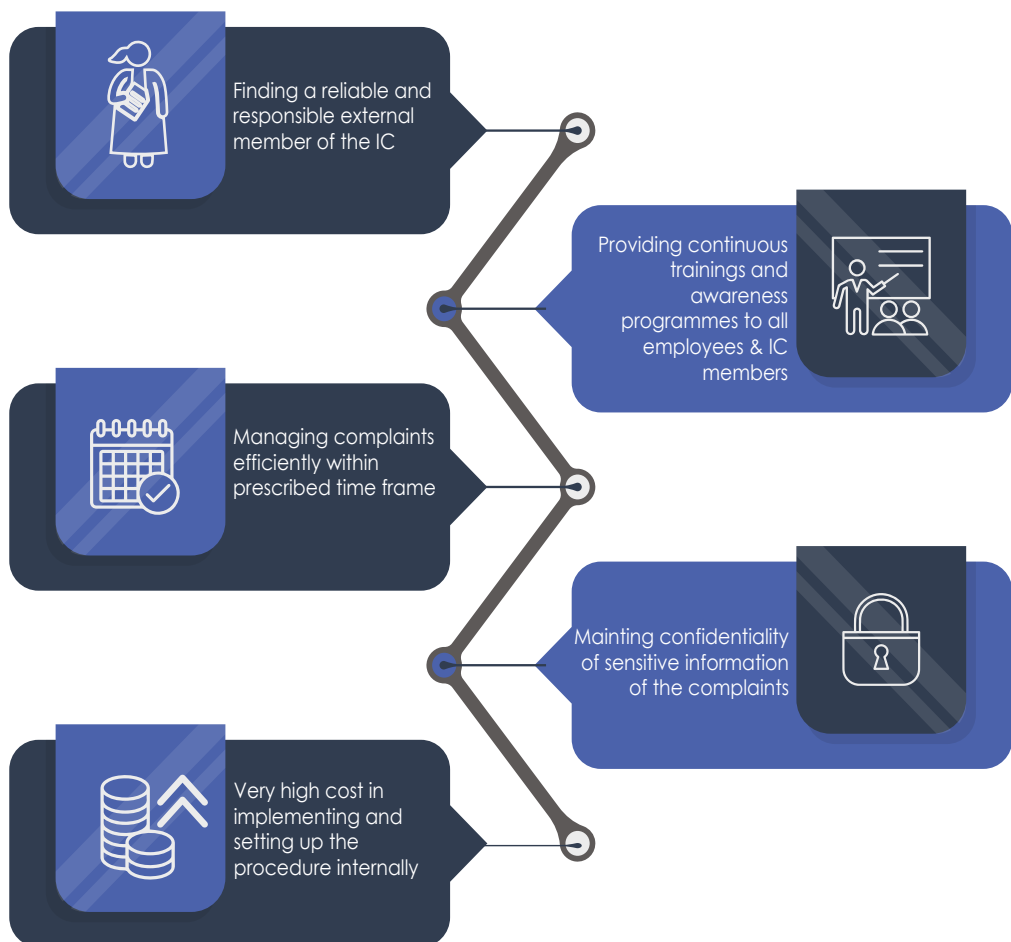 Finding a reliable and
responsible external
member of the IC
Providing continuous
trainings and
awareness
programmes to all
employees & IC
members
Managing complaints
efficiently within
prescribed time frame
Mainting confidentiality
of sensitive information
of the complaints
Very high cost in
implementing and
setting up the
procedure internally